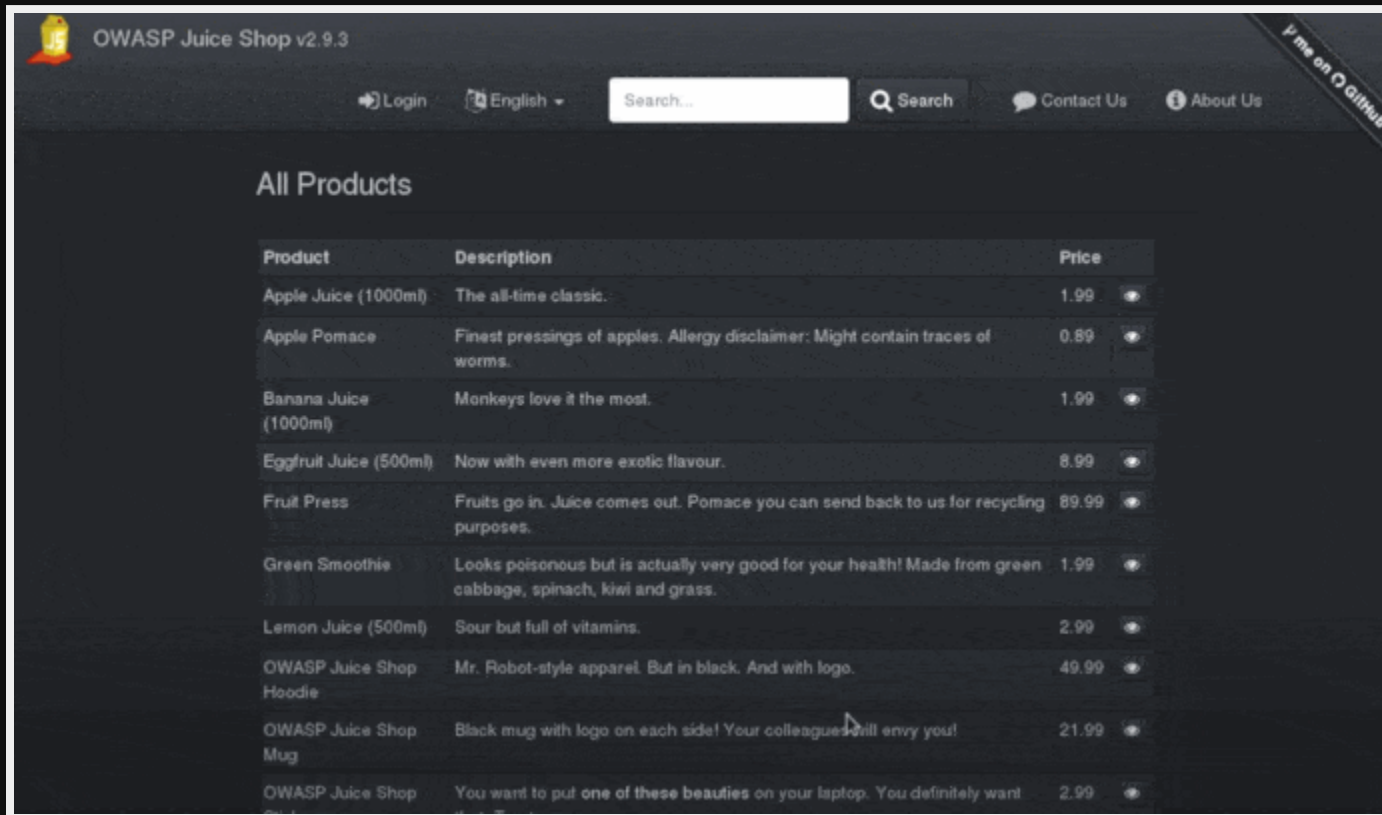 JS
OWASP Juice Shop v2.9.3
me on GitHub
Login English Search... Search Contact Us About Us
All Products
Product Description Price
Apple Juice (1000ml) The all-time classic. 1.99
Apple Pomace Finest pressings of apples. Allergy disclaimer: Might contain traces of 0.89
worms.
Banana Juice Monkeys love it the most. 1.99
(1000ml)
Eggfruit Juice (500ml) Now with even more exotic flavour. 8.99
Fruit Press Fruits go in. Juice comes out. Pomace you can send back to us for recycling 89.99
purposes.
Green Smoothie Looks poisonous but is actually very good for your health! Made from green 1.99
cabbage, spinach, kiwi and grass.
Lemon Juice (500ml) Sour but full of vitamins. 2.99
OWASP Juice Shop Mr. Robot-style apparel. But in black. And with logo. 49.99
Hoodie
OWASP Juice Shop Black mug with logo on each side! Your colleagues will envy you! 21.99
Mug
OWASP Juice Shop You want to put one of these beauties on your laptop. You definitely want 2.99